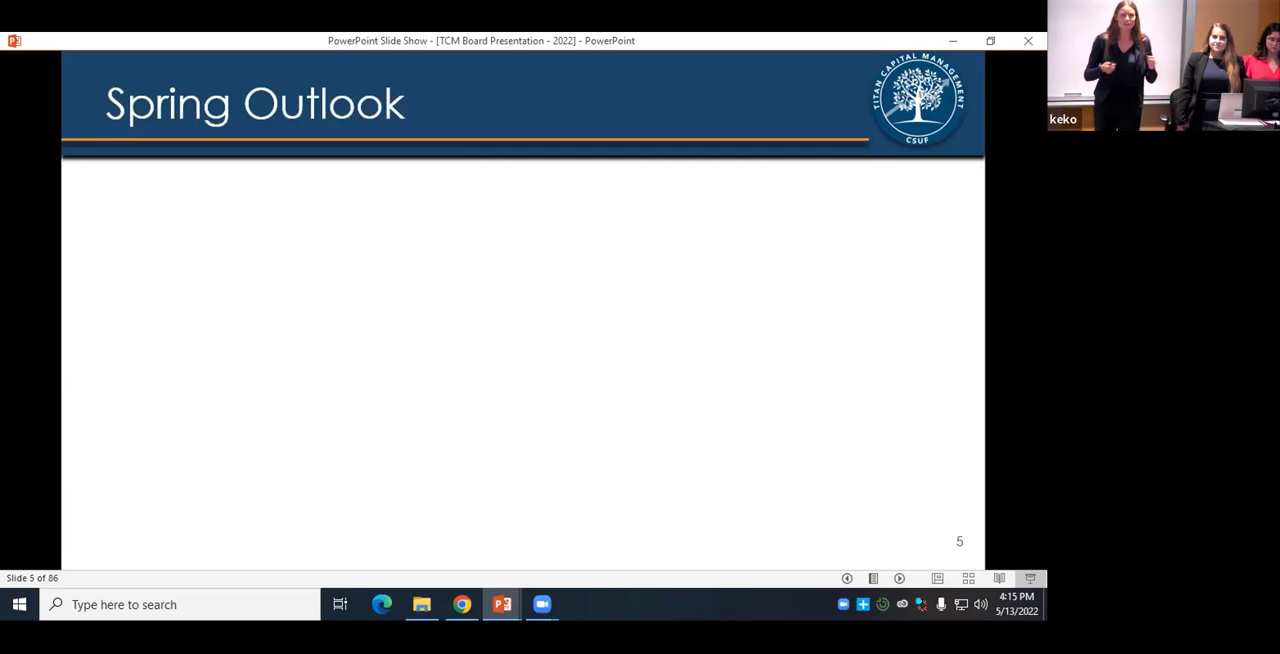 PowerPoint Slide Show - [TCM Board Presentation - 2022] - PowerPoint
Spring Outlook
TITAN CAPITAL MANAGEMENT
CSUF
keko
5
Slide 5 of 86
Type here to search
4:15 PM
5/13/2022